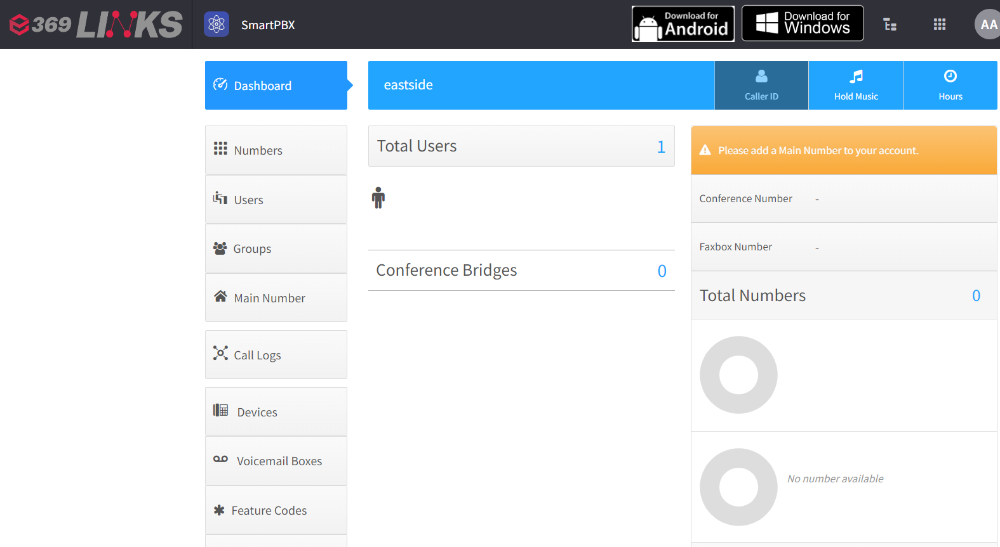 369 LINKS
SmartPBX
Download for
Android
Download for
Windows
AA
Dashboard
eastside
Caller ID
Hold Music
Hours
Numbers
Users
Groups
Main Number
Call Logs
Devices
Voicemail Boxes
Feature Codes
Total Users 1
Conference Bridges 0
Please add a Main Number to your account.
Conference Number -
Faxbox Number -
Total Numbers 0
No number available